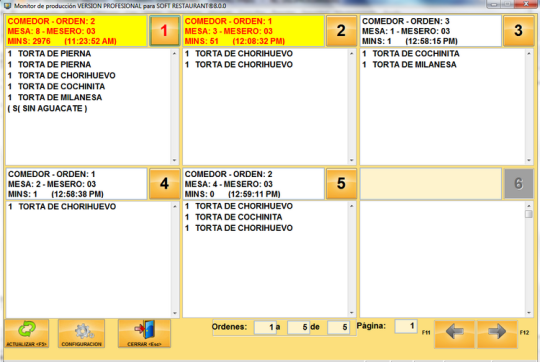 Monitor de producción VERSION PROFESIONAL para SOFT RESTAURANT®8.0.0
COMEDOR - ORDEN: 2
MESA: 8 - MESERO: 03
MINS: 2976 (11:23:52 AM)
1
1 TORTA DE PIERNA
1 TORTA DE PIERNA
1 TORTA DE CHORIHUEVO
1 TORTA DE COCHINITA
1 TORTA DE MILANESA
( S( SIN AGUACATE )
COMEDOR - ORDEN: 1
MESA: 3 - MESERO: 03
MINS: 51 (12:08:32 PM)
2
1 TORTA DE CHORIHUEVO
1 TORTA DE CHORIHUEVO
COMEDOR - ORDEN: 3
MESA: 1 - MESERO: 03
MINS: 1 (12:58:15 PM)
3
1 TORTA DE COCHINITA
1 TORTA DE MILANESA
COMEDOR - ORDEN: 1
MESA: 2 - MESERO: 03
MINS: 1 (12:58:38 PM)
4
1 TORTA DE CHORIHUEVO
COMEDOR - ORDEN: 2
MESA: 4 - MESERO: 03
MINS: 0 (12:59:11 PM)
5
1 TORTA DE CHORIHUEVO
1 TORTA DE COCHINITA
1 TORTA DE CHORIHUEVO
6
ACTUALIZAR <F5>
CONFIGURACION
CERRAR <Esc>
Ordenes: 1 a 5 de 5
Página: 1
F11
F12